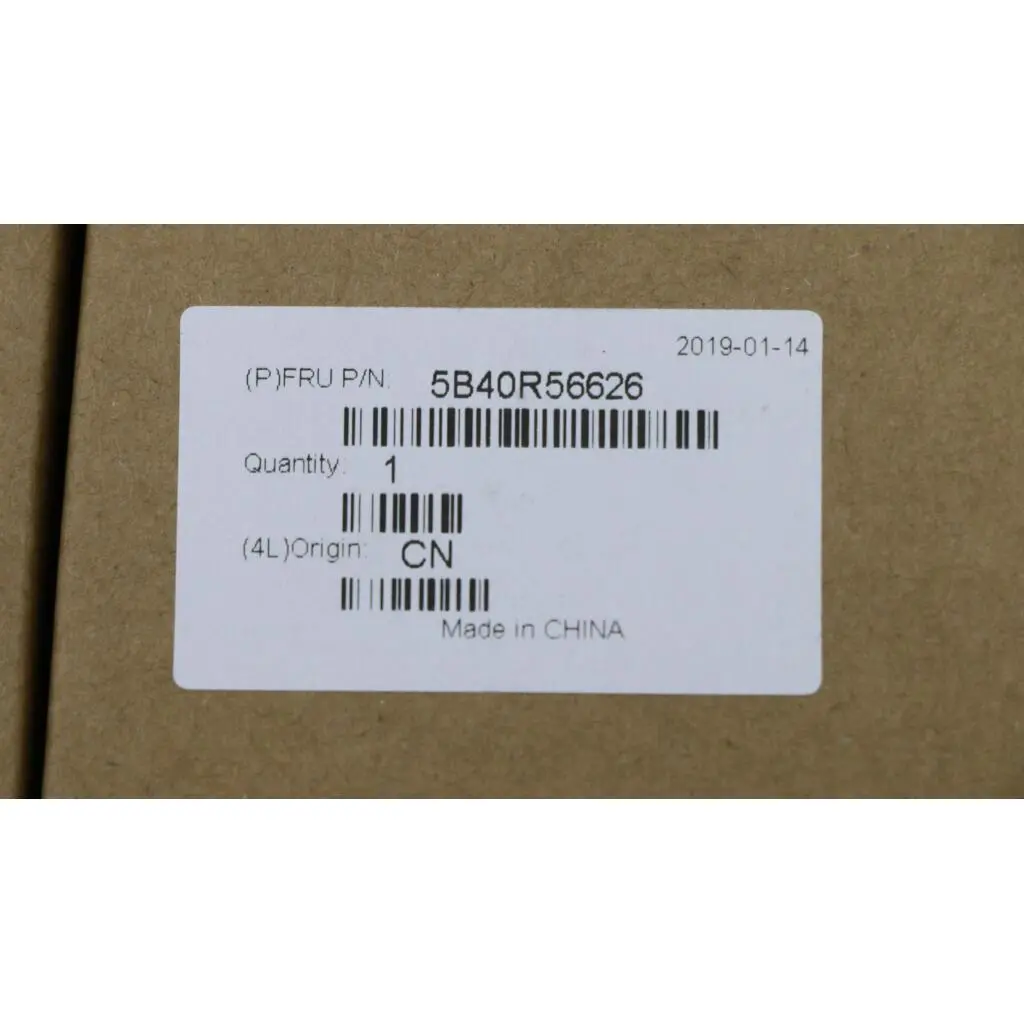 2019-01-14
(P)FRU P/N: 5B40R56626
Quantity: 1
(4L)Origin: CN
Made in CHINA